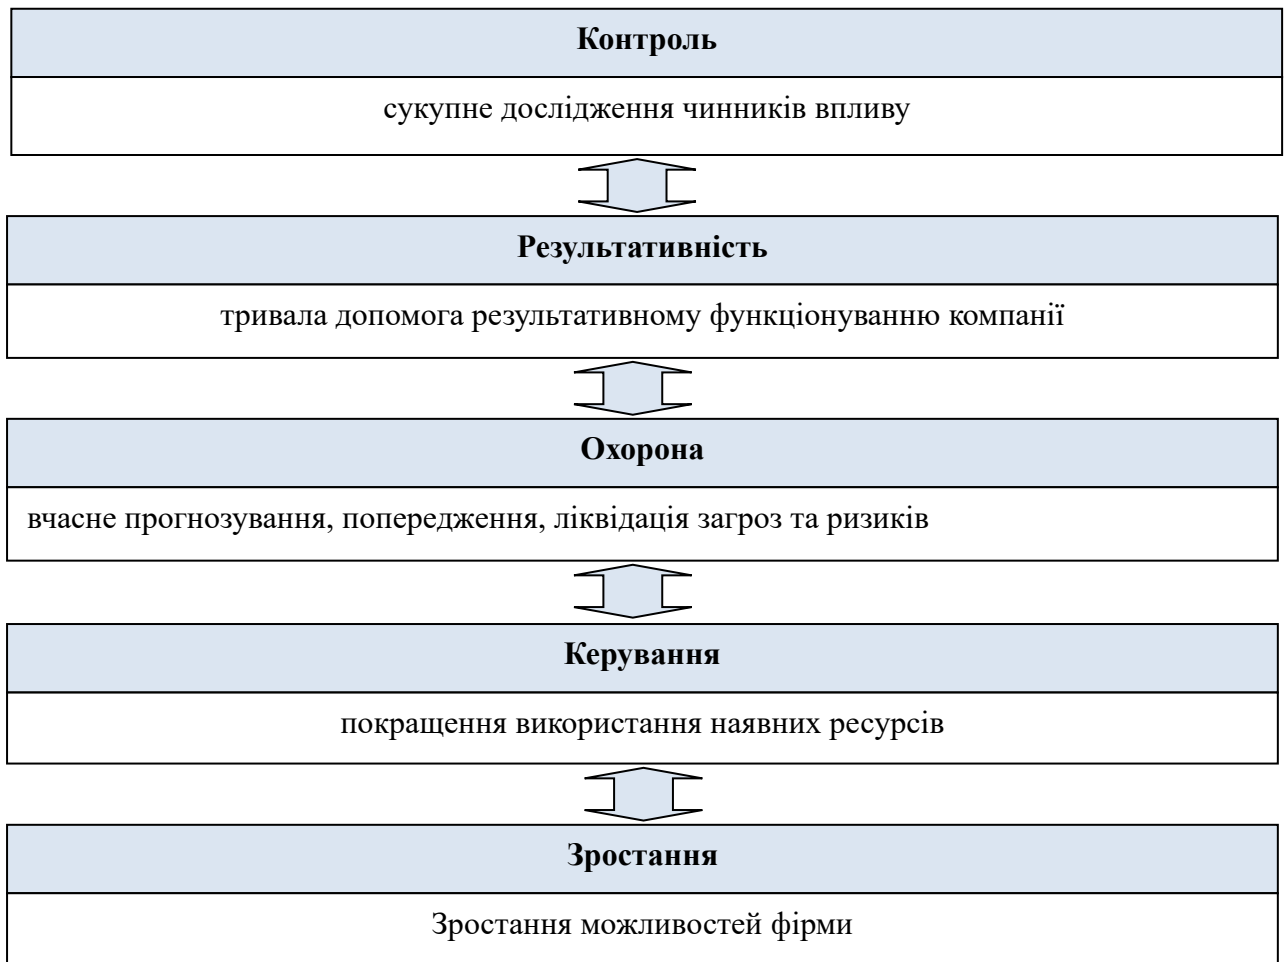 Контроль
сукупне дослідження чинників впливу
Результативність
тривала допомога результативному функціонуванню компанії
Охорона
вчасне прогнозування, попередження, ліквідація загроз та ризиків
Керування
покращення використання наявних ресурсів
Зростання
Зростання можливостей фірми